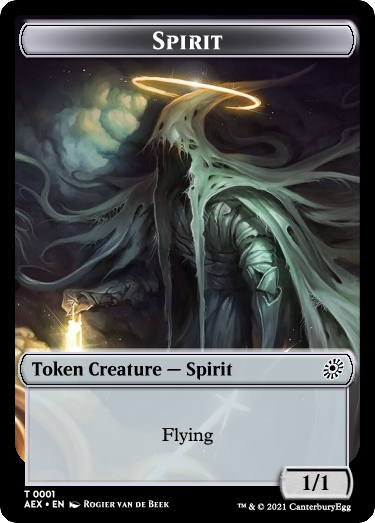 Spirit
Token Creature — Spirit
Flying
1/1
T 0001
AEX • EN Rogier van de Beek
™ & © 2021 CanterburyEgg